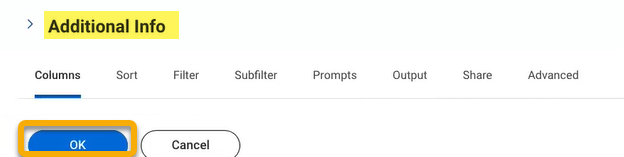 Additional Info
Columns Sort Filter Subfilter Prompts Output Share Advanced
OK Cancel